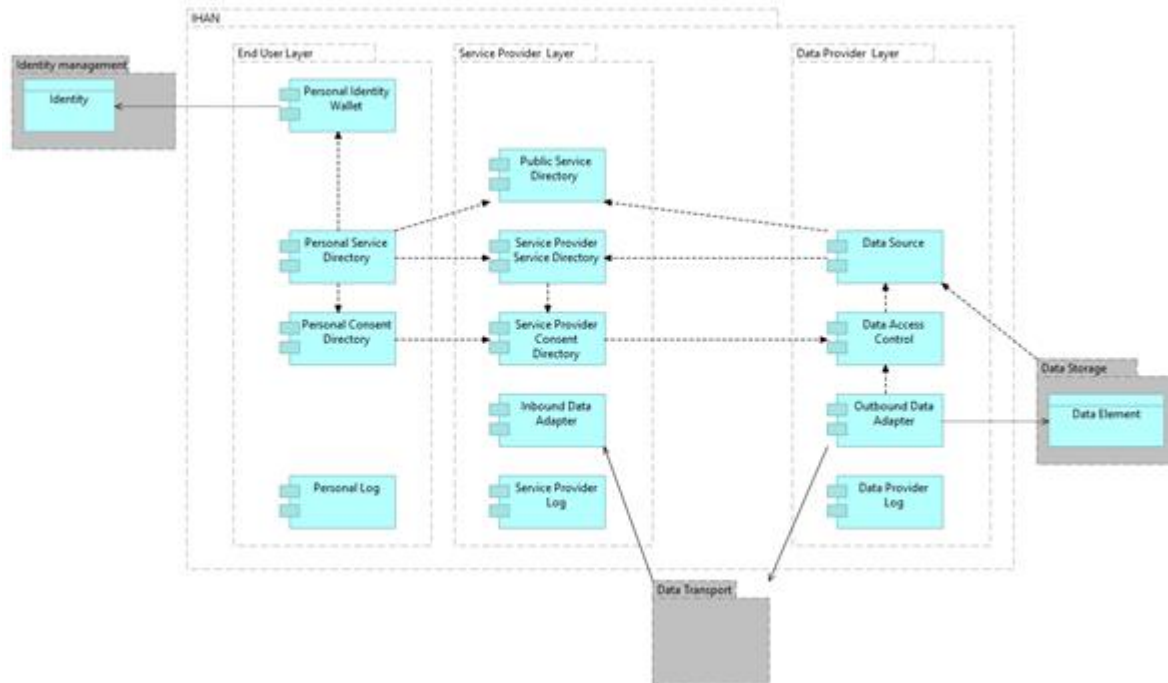 IHAN
End User Layer
Service Provider Layer
Data Provider Layer
Identity management
Identity
Personal Identity
Wallet
Public Service
Directory
Personal Service
Directory
Service Provider
Service Directory
Data Source
Personal Consent
Directory
Service Provider
Consent
Directory
Data Access
Control
Data Storage
Data Element
Inbound Data
Adapter
Outbound Data
Adapter
Personal Log
Service Provider
Log
Data Provider
Log
Data Transport